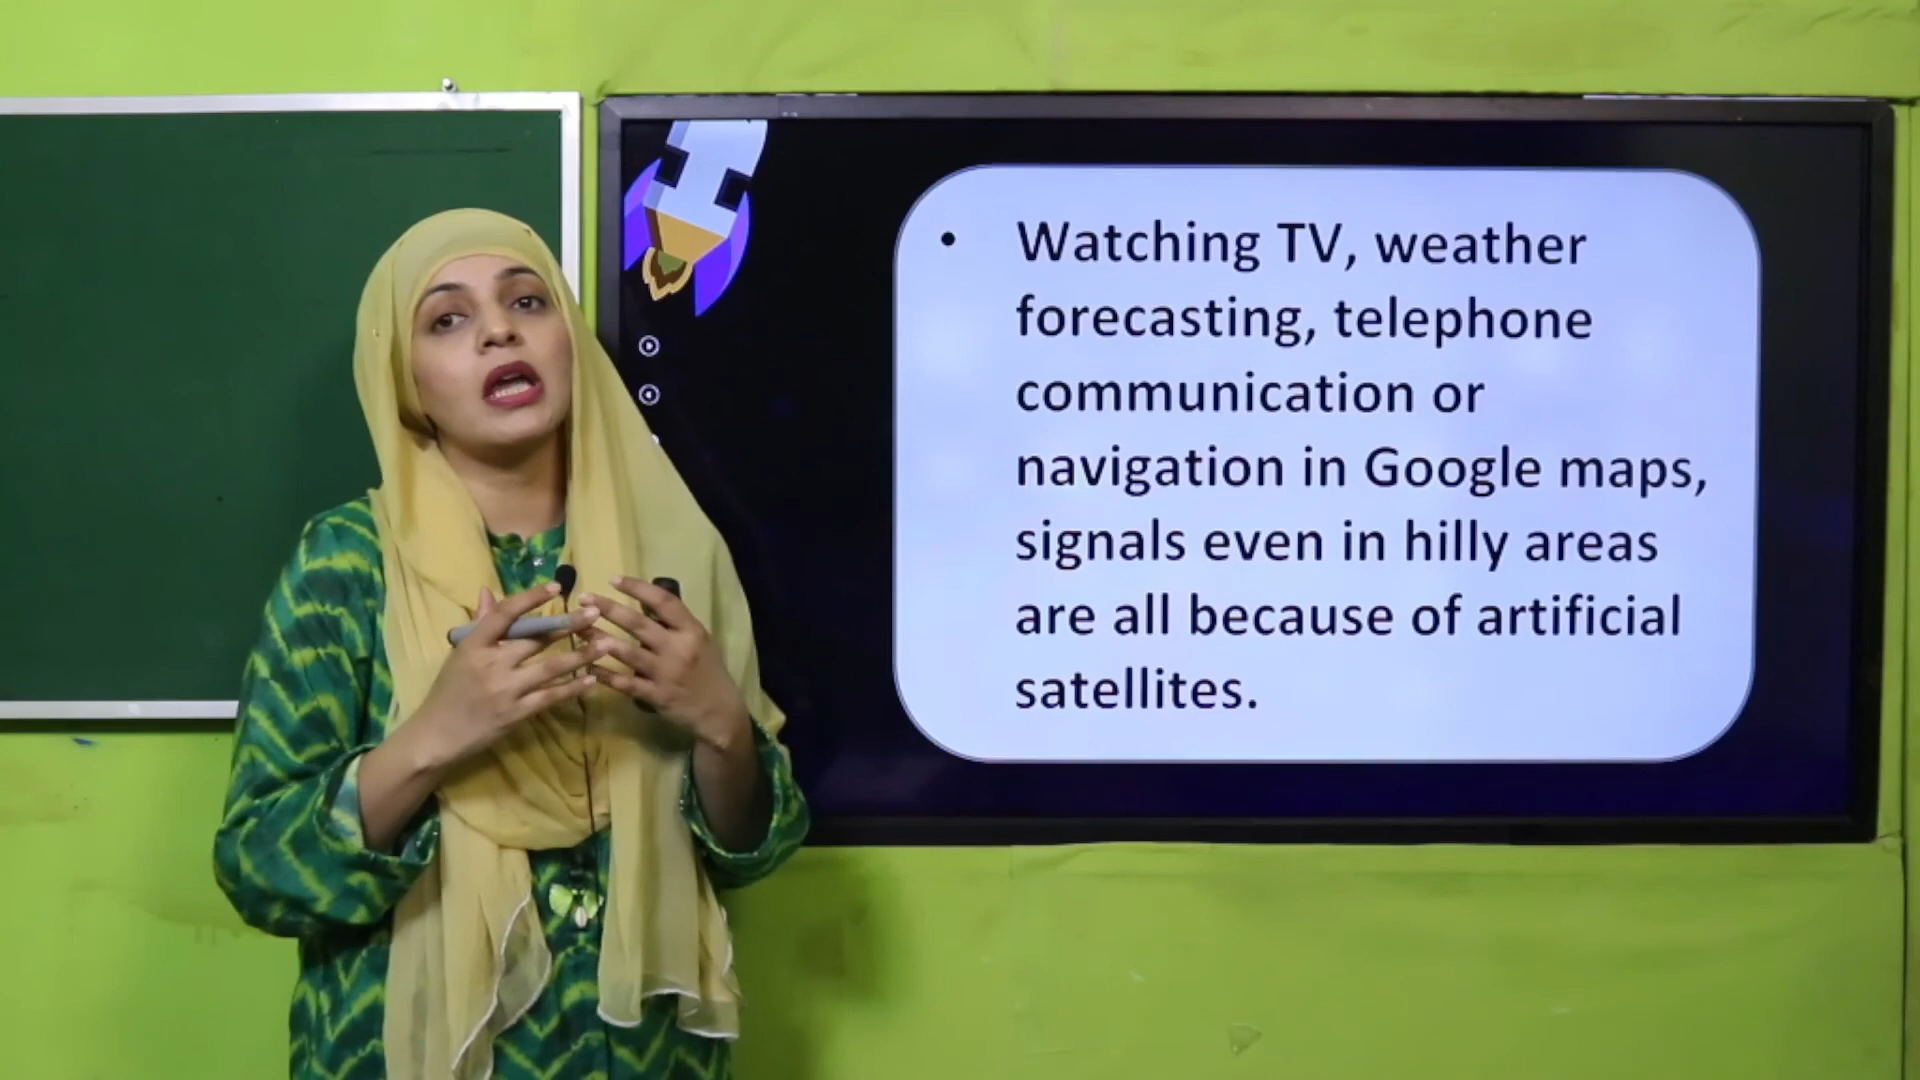 • Watching TV, weather
forecasting, telephone
communication or
navigation in Google maps,
signals even in hilly areas
are all because of artificial
satellites.